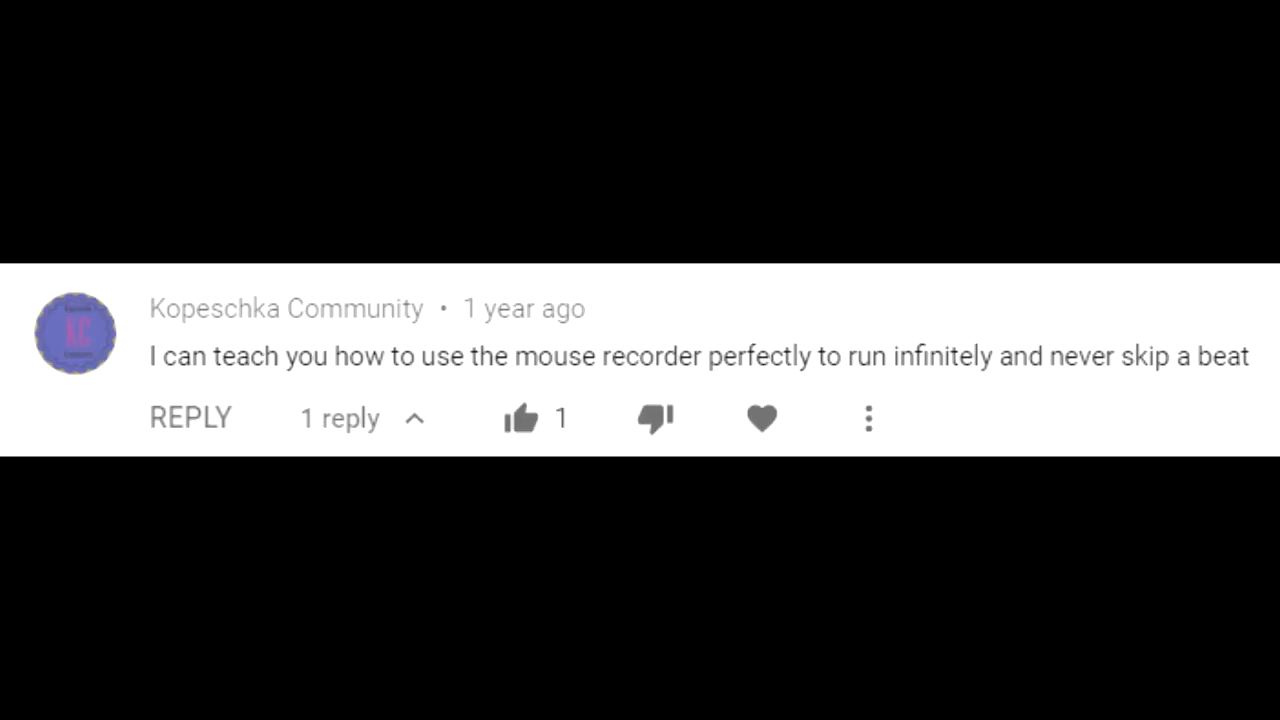 Kopeschka Community • 1 year ago
KC
I can teach you how to use the mouse recorder perfectly to run infinitely and never skip a beat
REPLY 1 reply 1